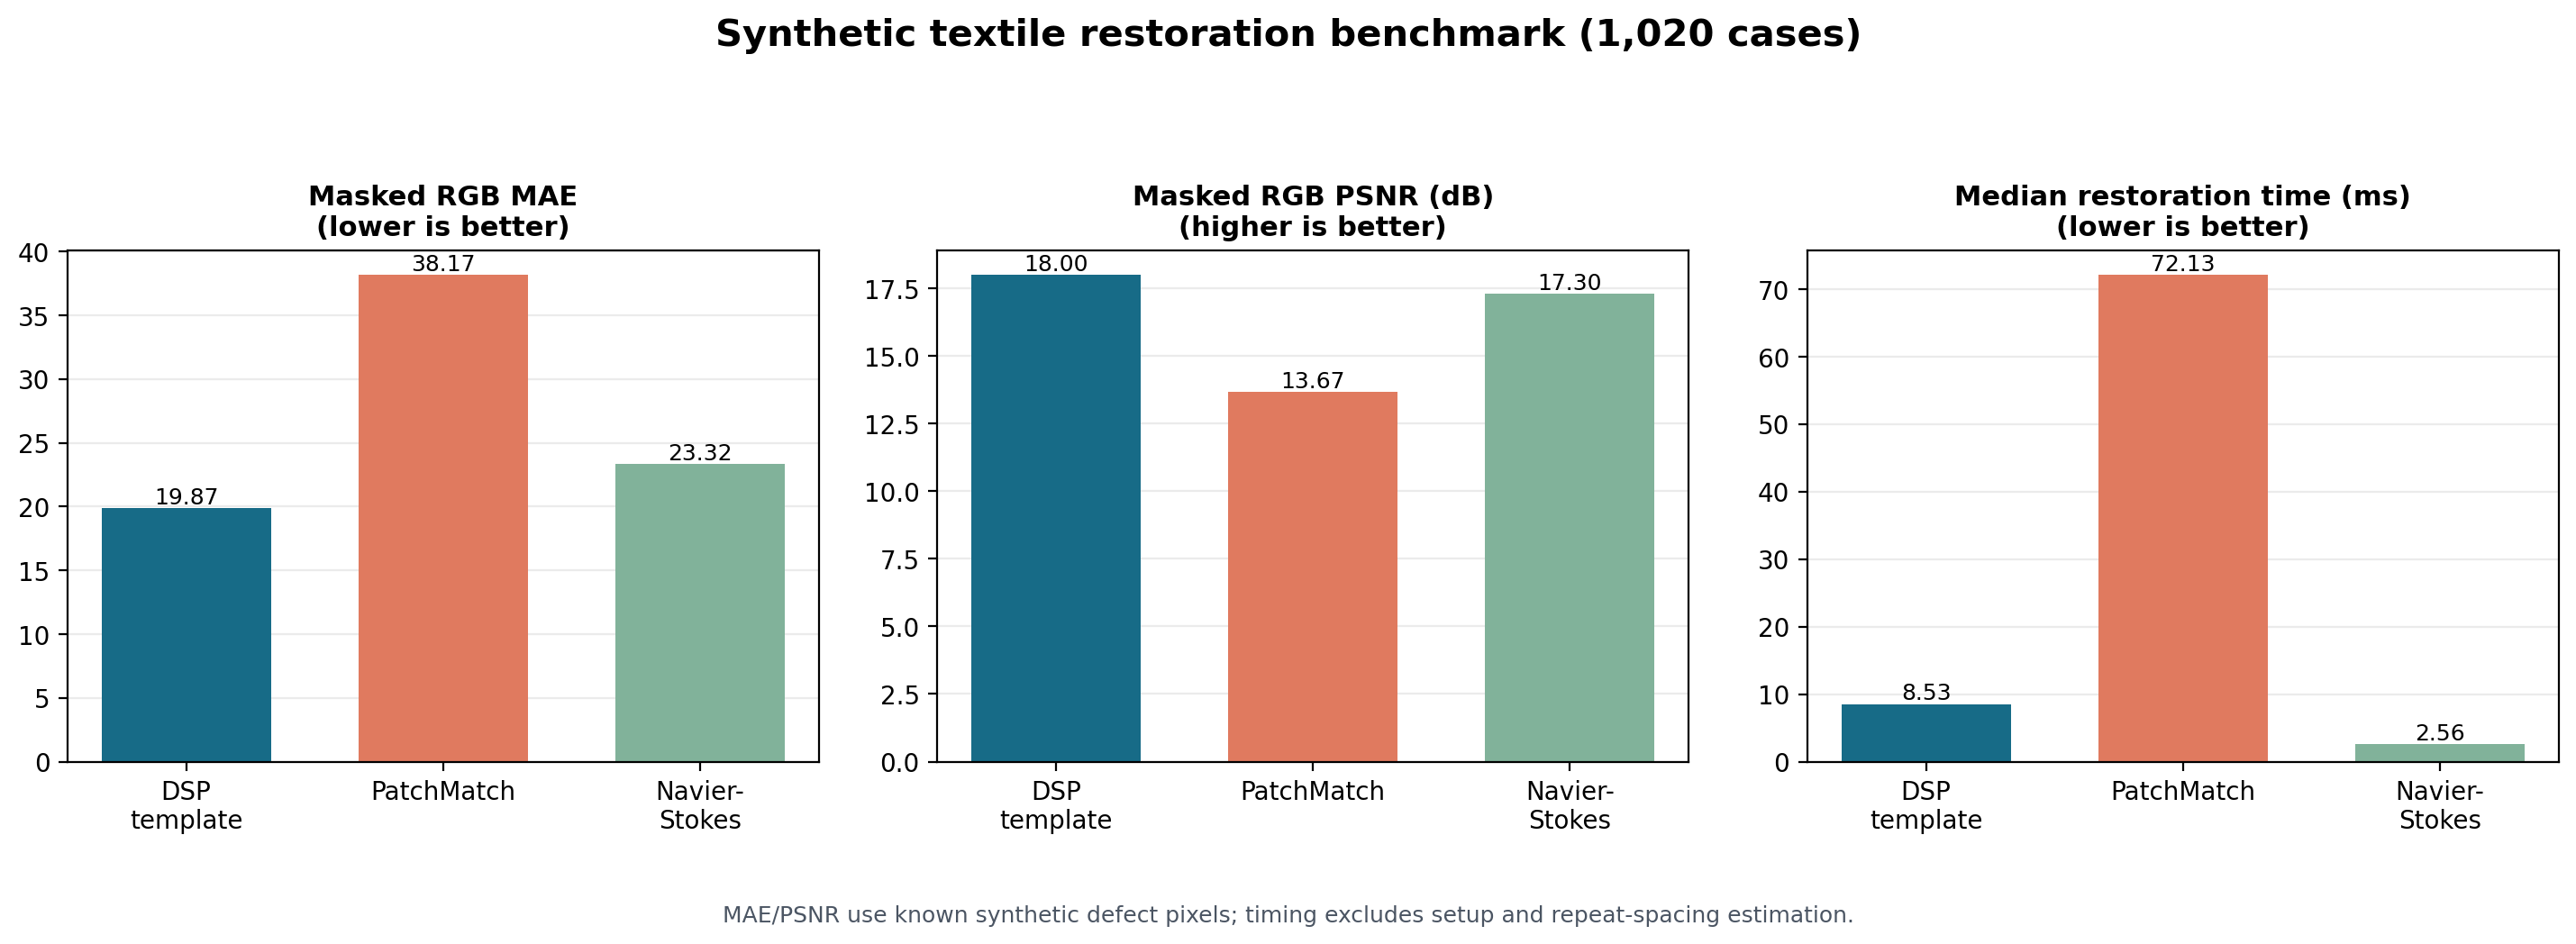 Synthetic textile restoration benchmark (1,020 cases)
Masked RGB MAE
(lower is better)
40
35
30
25
20
15
10
5
0
19.87
38.17
23.32
DSP
template
PatchMatch
Navier-
Stokes
Masked RGB PSNR (dB)
(higher is better)
17.5
15.0
12.5
10.0
7.5
5.0
2.5
0.0
18.00
13.67
17.30
DSP
template
PatchMatch
Navier-
Stokes
Median restoration time (ms)
(lower is better)
70
60
50
40
30
20
10
0
8.53
72.13
2.56
DSP
template
PatchMatch
Navier-
Stokes
MAE/PSNR use known synthetic defect pixels; timing excludes setup and repeat-spacing estimation.